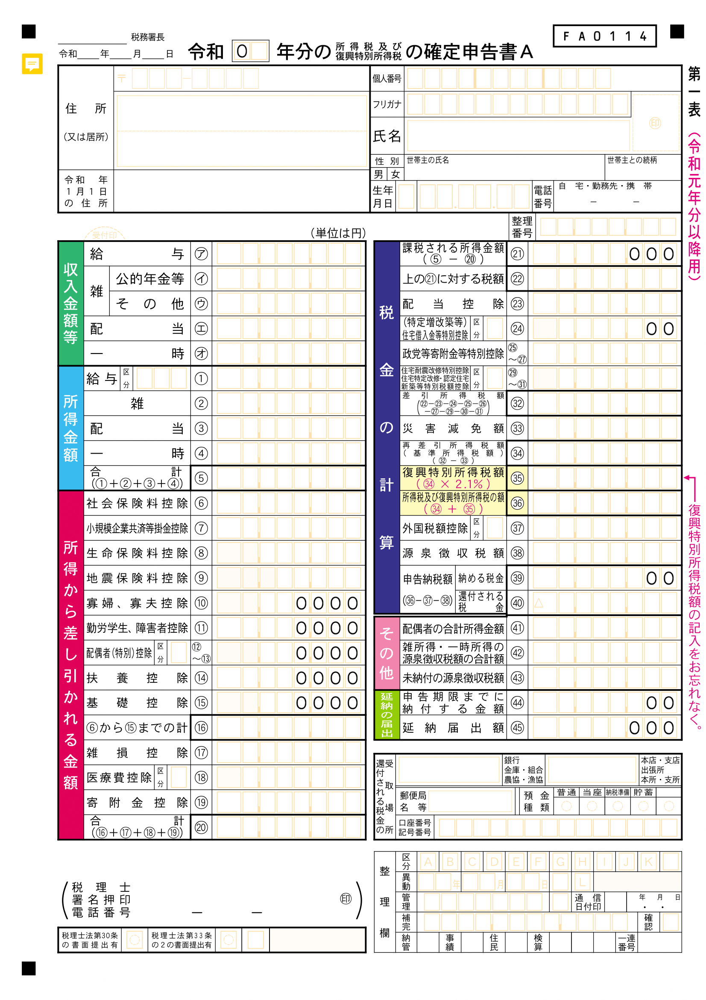 税務署長
F A 0 1 1 4
令和 年 月 日
令和 0 年分の 所得税及び 復興特別所得税 の確定申告書A
第一表
(令和元年分以降用)
住所
(又は居所)
〒 −
令和 年
1月1日
の住所
個人番号
フリガナ
氏名
印
性別
男 女
世帯主の氏名
世帯主との続柄
生年
月日
電話
番号
自宅・勤務先・携帯
− −
整理
番号
受付印
(単位は円)
収入金額等
給与 ㋐
雑
公的年金等 ㋑
その他 ㋒
配当 ㋓
一時 ㋔
所得金額
給与 区分 ①
雑 ②
配当 ③
一時 ④
合計
(①+②+③+④) ⑤
所得から差し引かれる金額
社会保険料控除 ⑥
小規模企業共済等掛金控除 ⑦
生命保険料控除 ⑧
地震保険料控除 ⑨
寡婦、寡夫控除 ⑩ 0000
勤労学生、障害者控除 ⑪ 0000
配偶者(特別)控除 区分 ⑫〜⑬ 0000
扶養控除 ⑭ 0000
基礎控除 ⑮ 0000
⑥から⑮までの計 ⑯
雑損控除 ⑰
医療費控除 区分 ⑱
寄附金控除 ⑲
合計
(⑯+⑰+⑱+⑲) ⑳
税金の計算
課税される所得金額
(⑤−⑳) ㉑ 000
上の㉑に対する税額 ㉒
配当控除 ㉓
(特定増改築等)
住宅借入金等特別控除 区分 ㉔ 00
政党等寄附金等特別控除 ㉕〜㉗
住宅耐震改修特別控除
住宅特定改修・認定住宅
新築等特別税額控除 区分 ㉙〜㉛
差引所得税額
(㉒−㉓−㉔−㉕−㉖
−㉗−㉙−㉚−㉛) ㉜
災害減免額 ㉝
再差引所得税額
(基準所得税額)
(㉜−㉝) ㉞
復興特別所得税額
(㉞×2.1%) ㉟
所得税及び復興特別所得税の額
(㉞+㉟) ㊱
外国税額控除 区分 ㊲
源泉徴収税額 ㊳
申告納税額
(㊱−㊲−㊳)
納める税金 ㊴ 00
還付される
税金 ㊵ △
その他
配偶者の合計所得金額 ㊶
雑所得・一時所得の
源泉徴収税額の合計額 ㊷
未納付の源泉徴収税額 ㊸
延納の届出
申告期限までに
納付する金額 ㊹ 00
延納届出額 ㊺ 000
復興特別所得税額の記入をお忘れなく。
還付される税金の
受取場所
銀行
金庫・組合
農協・漁協
本店・支店
出張所
本所・支所
郵便局
名等
預金
種類
普通 当座 納税準備 貯蓄
口座番号
記号番号
税理士
署名押印
電話番号
− −
印
税理士法第30条
の書面提出有
税理士法第33条
の2の書面提出有
整理欄
区分 A B C D E F G H I J K
異動 年 月 日 L
管理
通信
日付印
年 月 日
・ ・
補完
確認
納管 事績 住民 検算 一連番号